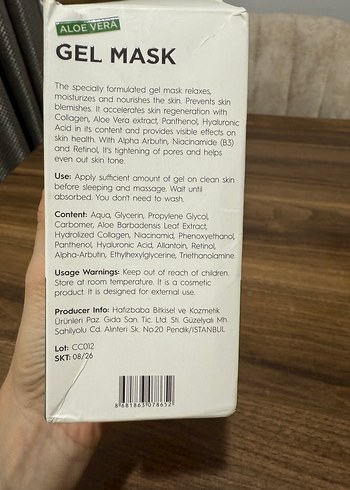 ALOE VERA
GEL MASK
The specially formulated gel mask relaxes,
moisturizes and nourishes the skin. Prevents skin
blemishes. It accelerates skin regeneration with
Collagen, Aloe Vera extract, Panthenol, Hyaluronic
Acid in its content and provides visible effects on
skin health. With Alpha Arbutin, Niacinamide (B3)
and Retinol, It's tightening of pores and helps
even out skin tone.
Use: Apply sufficient amount of gel on clean skin
before sleeping and massage. Wait until
absorbed. You don't need to wash.
Content: Aqua, Glycerin, Propylene Glycol,
Carbomer, Aloe Barbadensis Leaf Extract,
Hydrolized Collagen, Niacinamid, Phenoxyethanol,
Panthenol, Hyaluronic Acid, Allantoin, Retinol,
Alpha-Arbutin, Ethylhexylglycerine, Triethanolamine
Usage Warnings: Keep out of reach of children.
Store at room temperature. It is a cosmetic
product. It is designed for external use.
Producer Info: Hafızbaba Bitkisel ve Kozmetik
Ürünleri Paz. Gıda San. Tic. Ltd. Sti. Güzelyalı Mh.
Sahilyolu Cd. Alınteri Sk. No:20 Pendik/ISTANBUL
Lot: CC012
SKT: 08/26
8 681863 078652